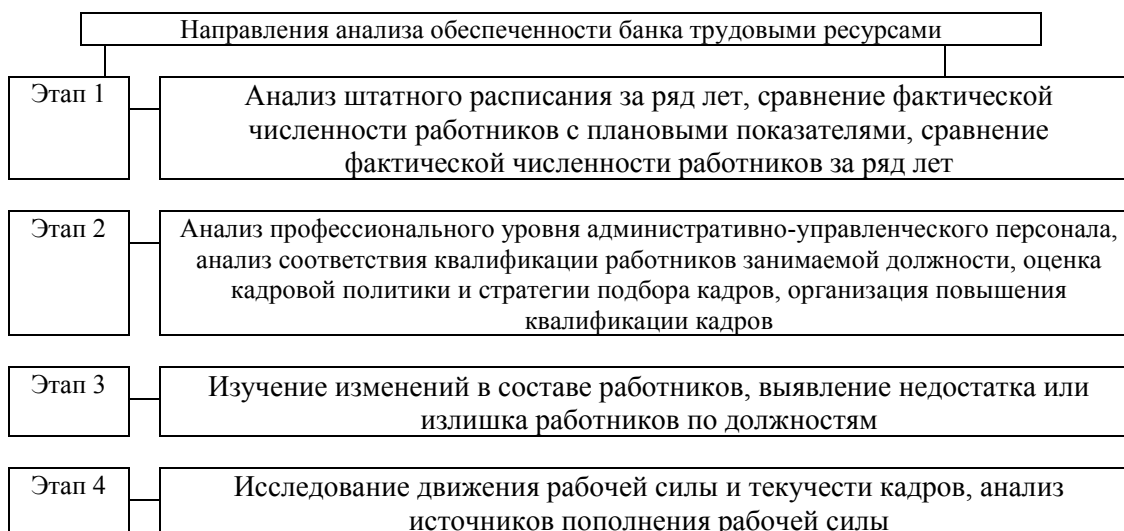 Направления анализа обеспеченности банка трудовыми ресурсами
Этап 1
Анализ штатного расписания за ряд лет, сравнение фактической
численности работников с плановыми показателями, сравнение
фактической численности работников за ряд лет
Этап 2
Анализ профессионального уровня административно-управленческого персонала,
анализ соответствия квалификации работников занимаемой должности, оценка
кадровой политики и стратегии подбора кадров, организация повышения
квалификации кадров
Этап 3
Изучение изменений в составе работников, выявление недостатка или
излишка работников по должностям
Этап 4
Исследование движения рабочей силы и текучести кадров, анализ
источников пополнения рабочей силы